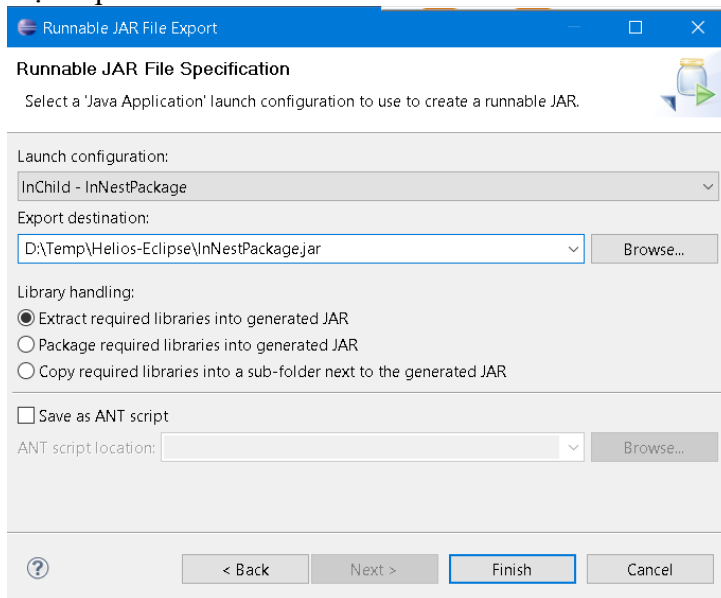 Runnable JAR File Export
Runnable JAR File Specification
Select a 'Java Application' launch configuration to use to create a runnable JAR.
Launch configuration:
InChild - InNestPackage
Export destination:
D:\Temp\Helios-Eclipse\InNestPackage.jar
Browse...
Library handling:
Extract required libraries into generated JAR
Package required libraries into generated JAR
Copy required libraries into a sub-folder next to the generated JAR
Save as ANT script
ANT script location:
Browse...
? < Back Next > Finish Cancel